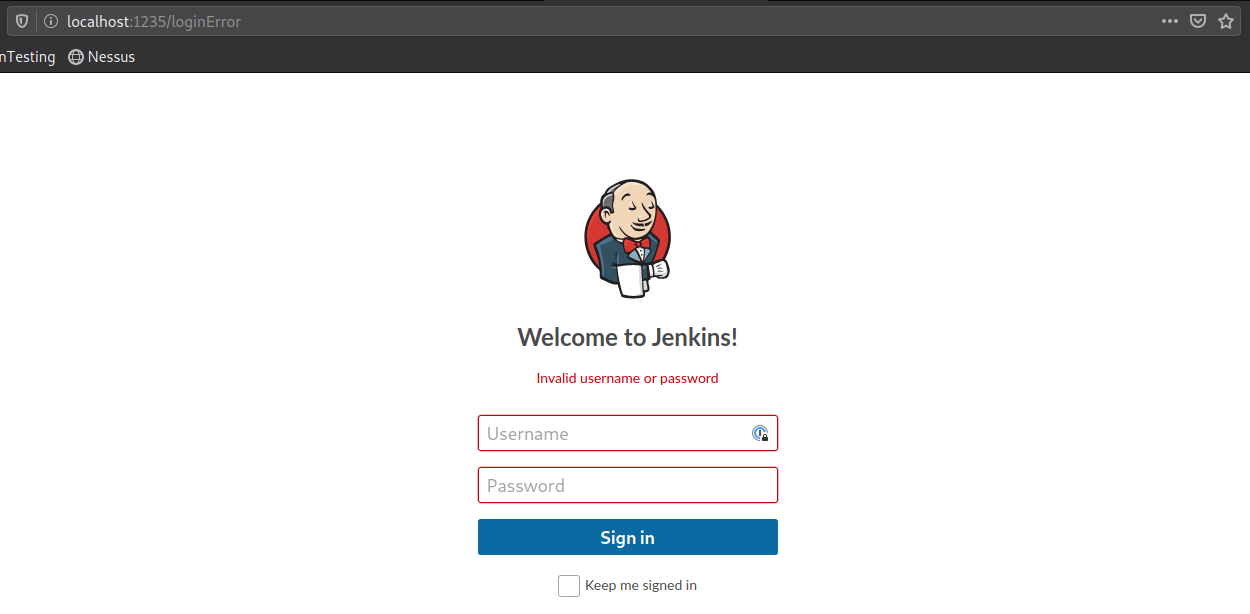 localhost:1235/loginError
nTesting Nessus
Welcome to Jenkins!
Invalid username or password
Username
Password
Sign in
Keep me signed in